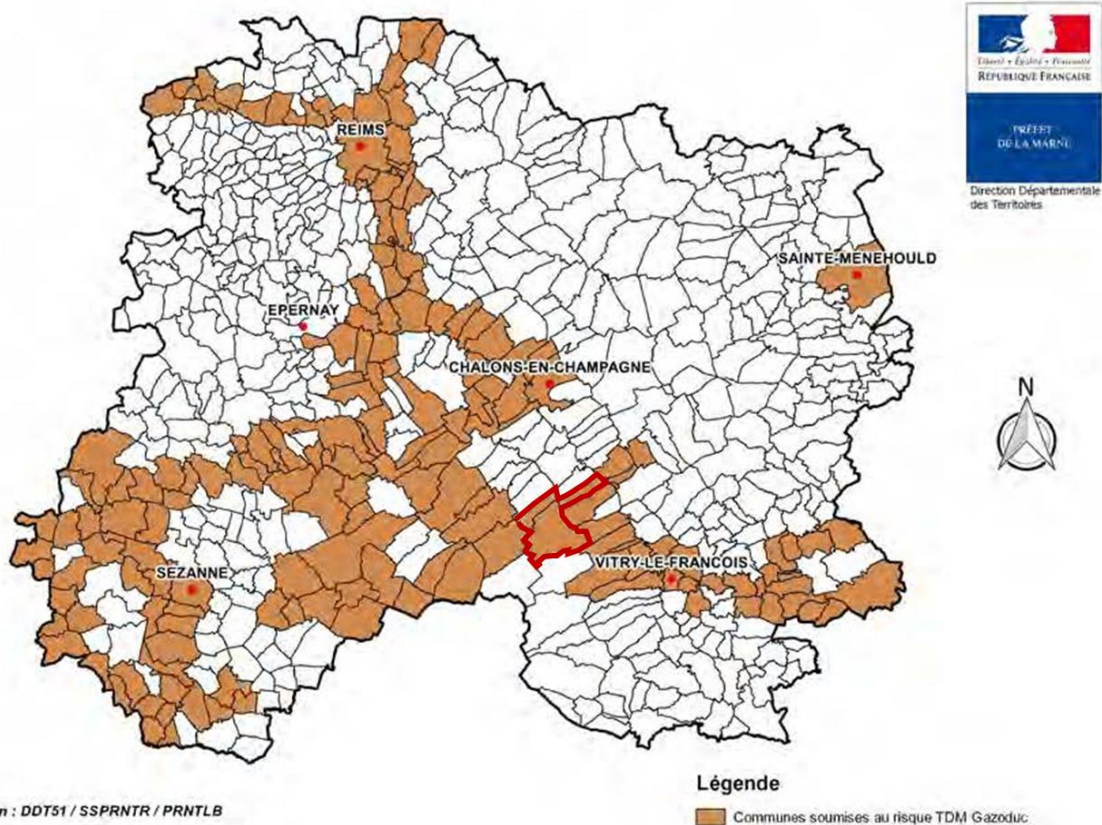 Liberté • Égalité • Fraternité
RÉPUBLIQUE FRANÇAISE
PRÉFET
DE LA MARNE
Direction Départementale
des Territoires
REIMS
SAINTE-MENEHOULD
EPERNAY
CHALONS-EN-CHAMPAGNE
N
VITRY-LE-FRANCOIS
SEZANNE
Légende
n : DDT51 / SSPRNTR / PRNTLB
Communes soumises au risque TDM Gazoduc